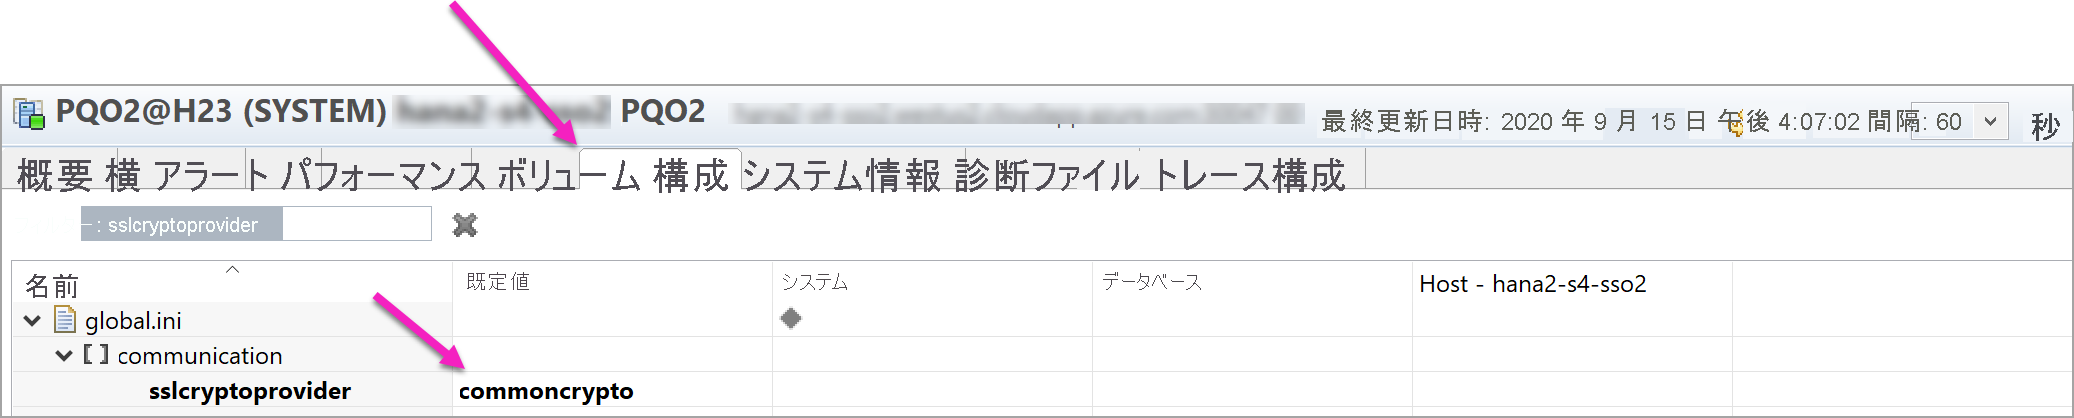 PQO2@H23 (SYSTEM) PQO2
最終更新日時: 2020 年 9 月 15 日 午後 4:07:02 間隔: 60 秒
概要 横 アラート パフォーマンス ボリューム 構成 システム情報 診断ファイル トレース構成
: sslcryptoprovider
名前 既定値 システム データベース Host - hana2-s4-sso2
global.ini
[ ] communication
sslcryptoprovider commoncrypto